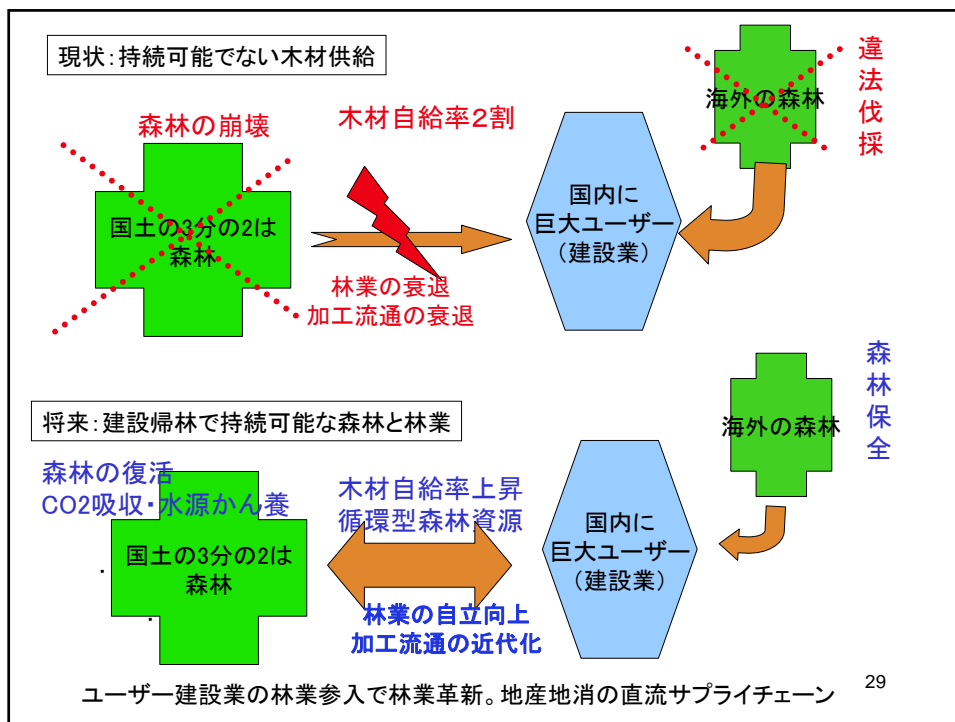 現状：持続可能でない木材供給
違法伐採
海外の森林
森林の崩壊
木材自給率２割
国土の3分の2は
森林
国内に
巨大ユーザー
（建設業）
林業の衰退
加工流通の衰退
森林保全
将来：建設帰林で持続可能な森林と林業
海外の森林
森林の復活
CO2吸収・水源かん養
木材自給率上昇
循環型森林資源
国土の3分の2は
森林
国内に
巨大ユーザー
（建設業）
林業の自立向上
加工流通の近代化
ユーザー建設業の林業参入で林業革新。地産地消の直流サプライチェーン
29